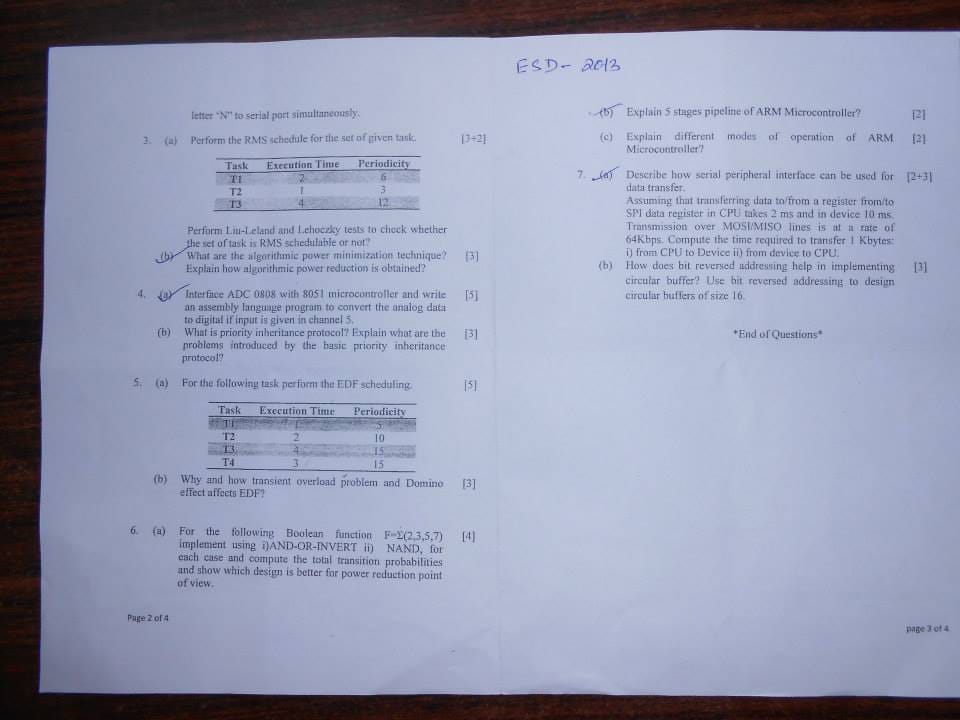 ESD- 2013
letter "N" to serial port simultaneously.
3. (a) Perform the RMS schedule for the set of given task. [3+2]
Task Execution Time Periodicity
T1 2 6
T2 1 3
T3 4 12
Perform Liu-Leland and Lehoczky tests to check whether
the set of task is RMS schedulable or not?
(b) What are the algorithmic power minimization technique? [3]
Explain how algorithmic power reduction is obtained?
4. (a) Interface ADC 0808 with 8051 microcontroller and write [5]
an assembly language program to convert the analog data
to digital if input is given in channel 5.
(b) What is priority inheritance protocol? Explain what are the [3]
problems introduced by the basic priority inheritance
protocol?
5. (a) For the following task perform the EDF scheduling. [5]
Task Execution Time Periodicity
T1 1 5
T2 2 10
T3 4 15
T4 3 15
(b) Why and how transient overload problem and Domino [3]
effect affects EDF?
6. (a) For the following Boolean function F=Σ(2,3,5,7) [4]
implement using i)AND-OR-INVERT ii) NAND, for
each case and compute the total transition probabilities
and show which design is better for power reduction point
of view.
Page 2 of 4
(b) Explain 5 stages pipeline of ARM Microcontroller? [2]
(c) Explain different modes of operation of ARM [2]
Microcontroller?
7. (a) Describe how serial peripheral interface can be used for [2+3]
data transfer.
Assuming that transferring data to/from a register from/to
SPI data register in CPU takes 2 ms and in device 10 ms.
Transmission over MOSI/MISO lines is at a rate of
64Kbps. Compute the time required to transfer 1 Kbytes:
i) from CPU to Device ii) from device to CPU.
(b) How does bit reversed addressing help in implementing [3]
circular buffer? Use bit reversed addressing to design
circular buffers of size 16.
*End of Questions*
page 3 of 4